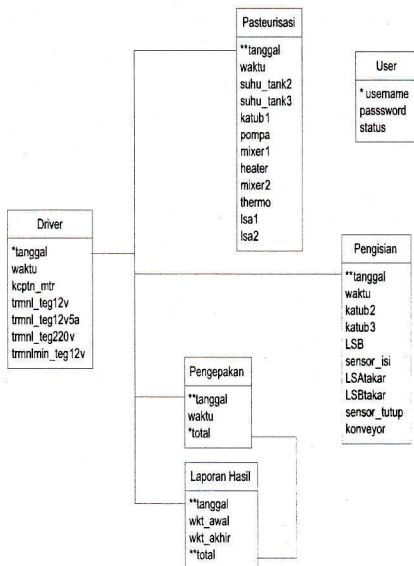 Pasteurisasi
**tanggal
waktu
suhu_tank2
suhu_tank3
katub1
pompa
mixer1
heater
mixer2
thermo
lsa1
lsa2
User
* username
passsword
status
Driver
*tanggal
waktu
kcptn_mtr
trmnl_teg12v
trmnl_teg12v5a
trmnl_teg220v
trmnlmin_teg12v
Pengisian
**tanggal
waktu
katub2
katub3
LSB
sensor_isi
LSAtakar
LSBtakar
sensor_tutup
konveyor
Pengepakan
**tanggal
waktu
*total
Laporan Hasil
**tanggal
wkt_awal
wkt_akhir
**total